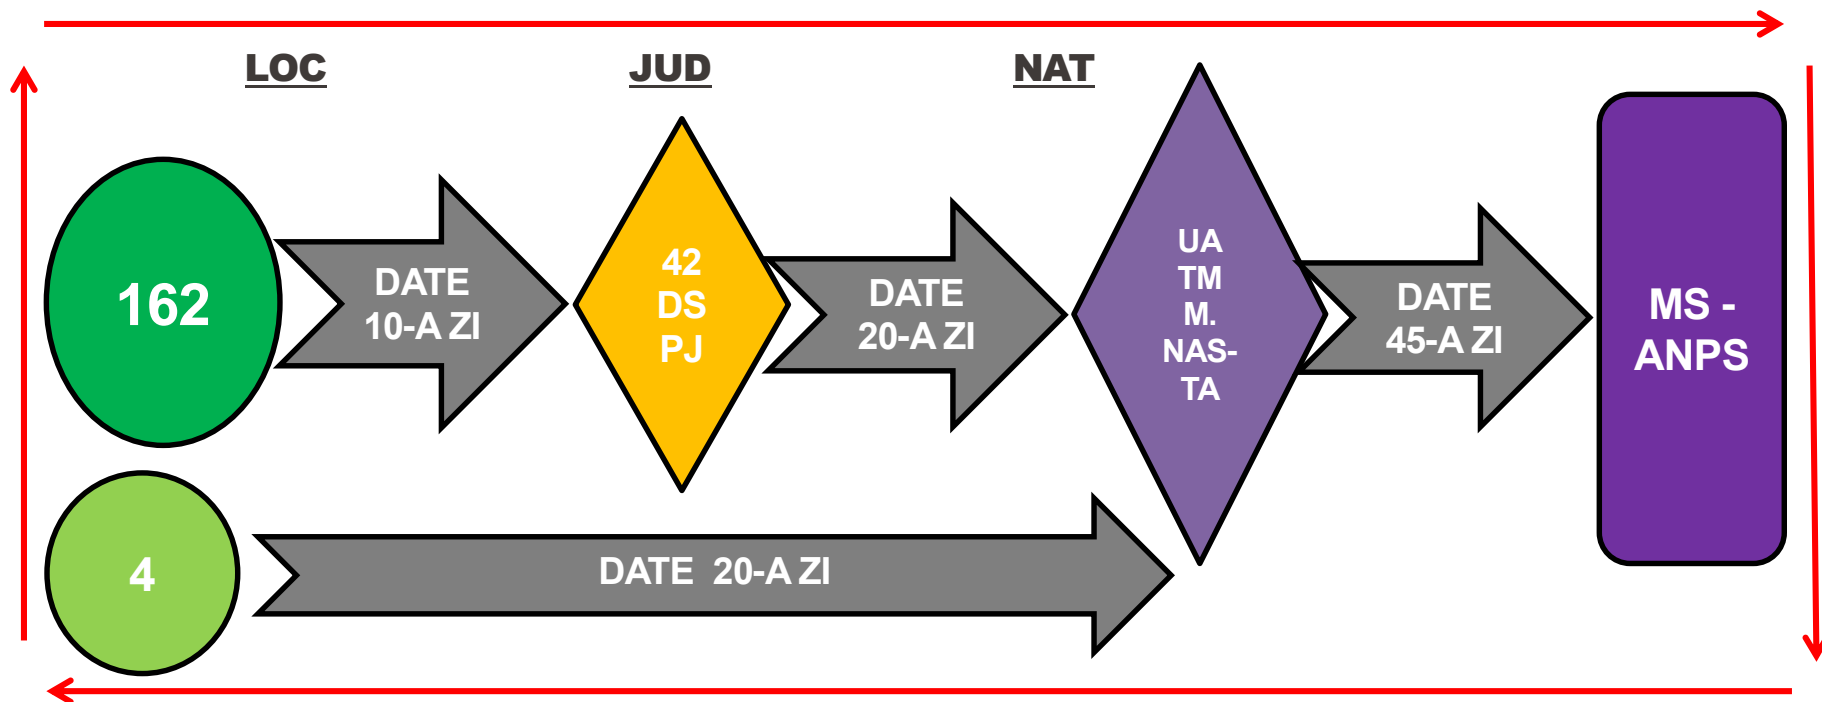 LOC
JUD
NAT
162
DATE
10-A ZI
42
DS
PJ
DATE
20-A ZI
UA
TM
M.
NAS-
TA
DATE
45-A ZI
MS -
ANPS
4
DATE 20-A ZI